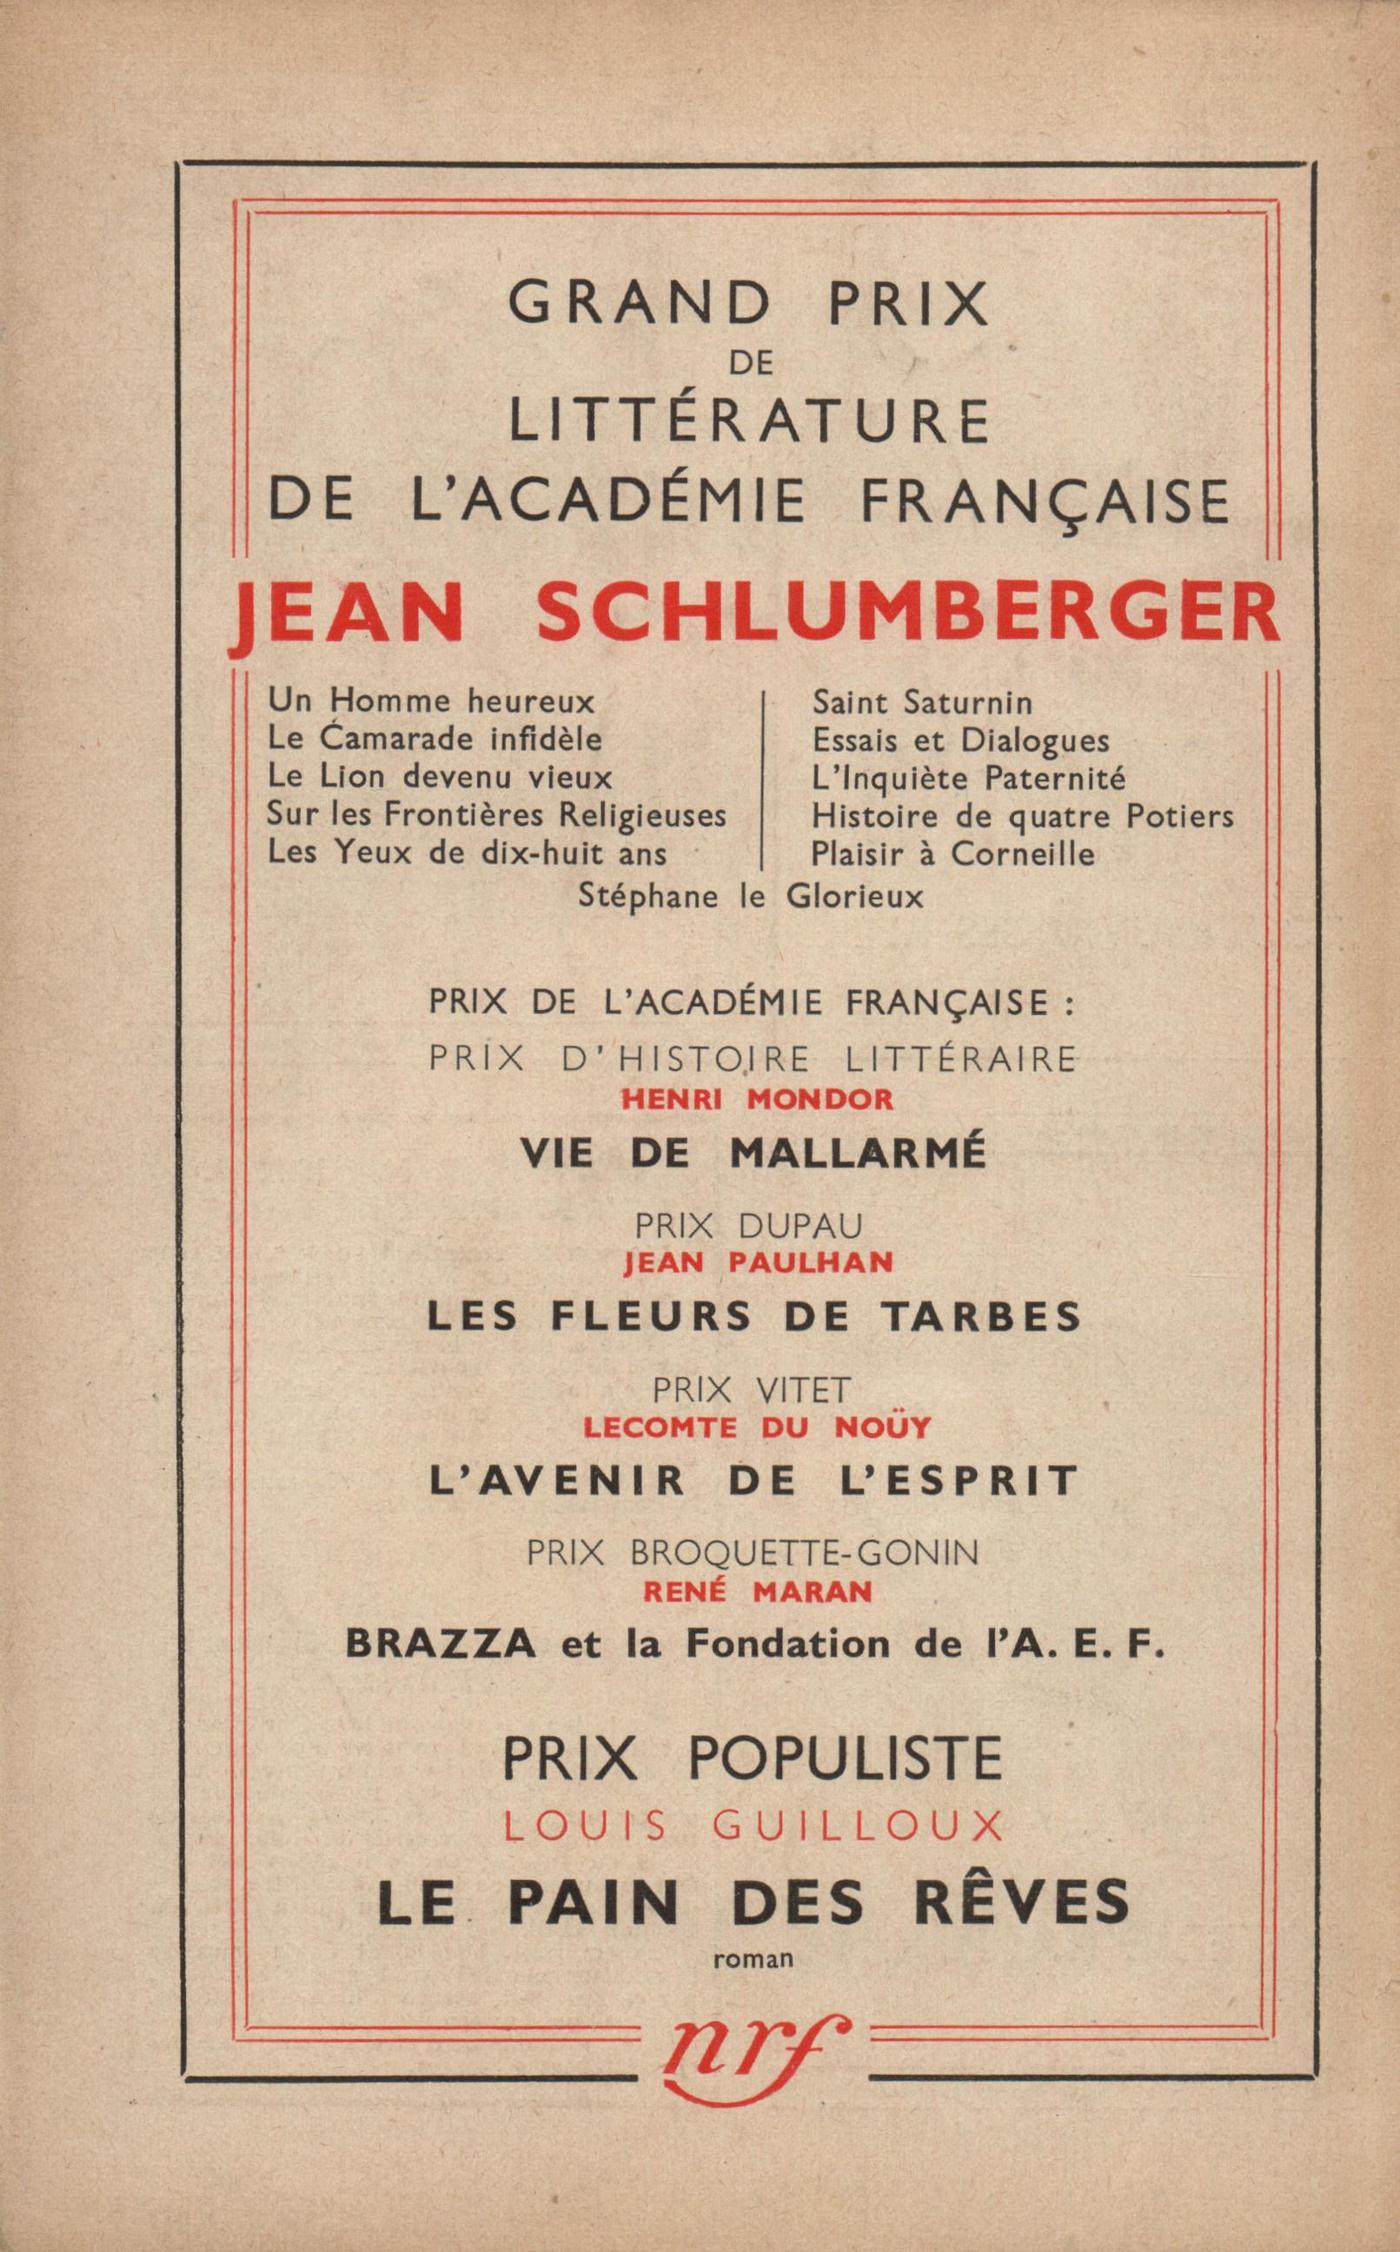 GRAND PRIX
DE
LITTÉRATURE
DE L'ACADÉMIE FRANÇAISE
JEAN SCHLUMBERGER
Un Homme heureux
Le Camarade infidèle
Le Lion devenu vieux
Sur les Frontières Religieuses
Les Yeux de dix-huit ans
Saint Saturnin
Essais et Dialogues
L'Inquiète Paternité
Histoire de quatre Potiers
Plaisir à Corneille
Stéphane le Glorieux
PRIX DE L'ACADÉMIE FRANÇAISE :
PRIX D'HISTOIRE LITTÉRAIRE
HENRI MONDOR
VIE DE MALLARMÉ
PRIX DUPAU
JEAN PAULHAN
LES FLEURS DE TARBES
PRIX VITET
LECOMTE DU NOÜY
L'AVENIR DE L'ESPRIT
PRIX BROQUETTE-GONIN
RENÉ MARAN
BRAZZA et la Fondation de l'A. E. F.
PRIX POPULISTE
LOUIS GUILLOUX
LE PAIN DES RÊVES
roman
nrf